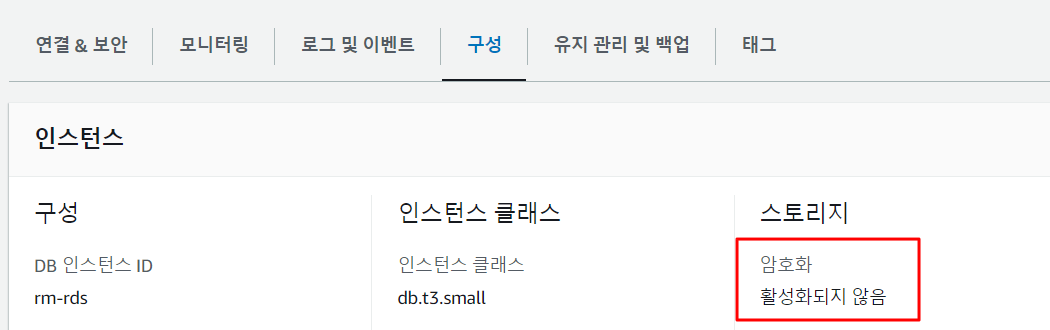 연결 & 보안 모니터링 로그 및 이벤트 구성 유지 관리 및 백업 태그
인스턴스
구성
DB 인스턴스 ID
rm-rds
인스턴스 클래스
인스턴스 클래스
db.t3.small
스토리지
암호화
활성화되지 않음